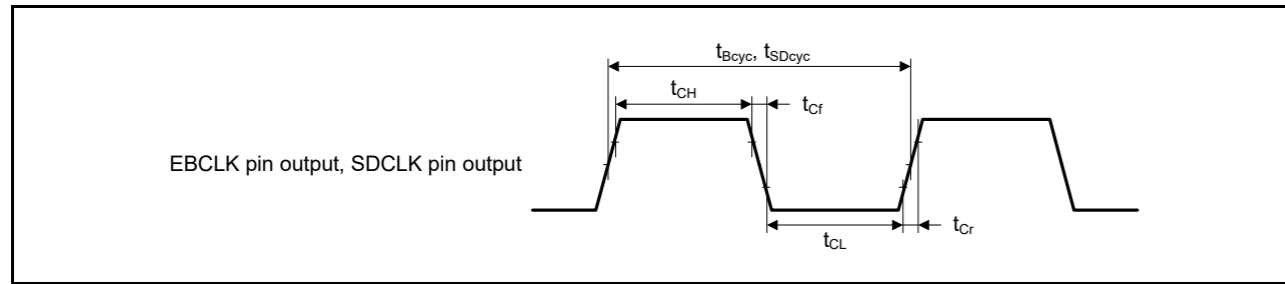 tBcyc, tSDcyc
tCH
tCf
EBCLK pin output, SDCLK pin output
tCL
tCr